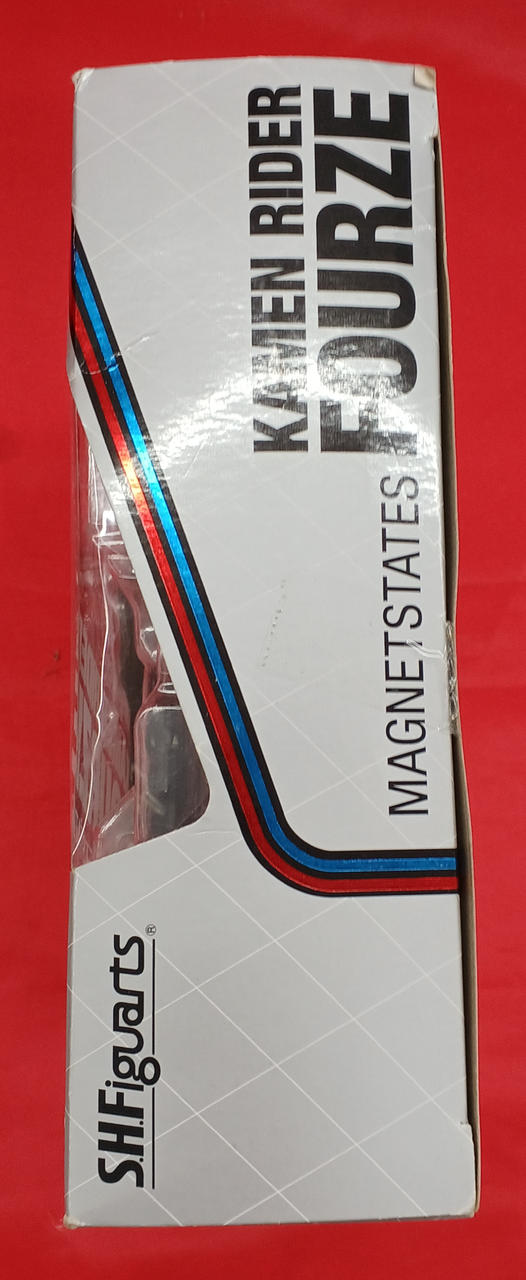 KAMEN RIDER
FOURZE
MAGNETSTATES
S.H.Figuarts®